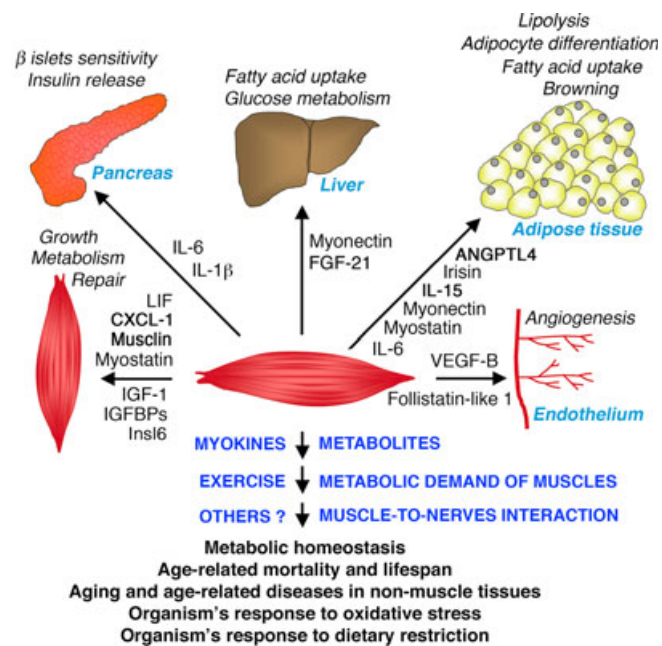 Lipolysis
Adipocyte differentiation
Fatty acid uptake
Browning
β islets sensitivity
Insulin release
Fatty acid uptake
Glucose metabolism
Pancreas
Liver
Adipose tissue
Growth
Metabolism
Repair
IL-6
IL-1β
Myonectin
FGF-21
ANGPTL4
Irisin
IL-15
Myonectin
Myostatin
IL-6
LIF
CXCL-1
Musclin
Myostatin
IGF-1
IGFBPs
Insl6
VEGF-B
Follistatin-like 1
Angiogenesis
Endothelium
MYOKINES METABOLITES
EXERCISE METABOLIC DEMAND OF MUSCLES
OTHERS ? MUSCLE-TO-NERVES INTERACTION
Metabolic homeostasis
Age-related mortality and lifespan
Aging and age-related diseases in non-muscle tissues
Organism's response to oxidative stress
Organism's response to dietary restriction